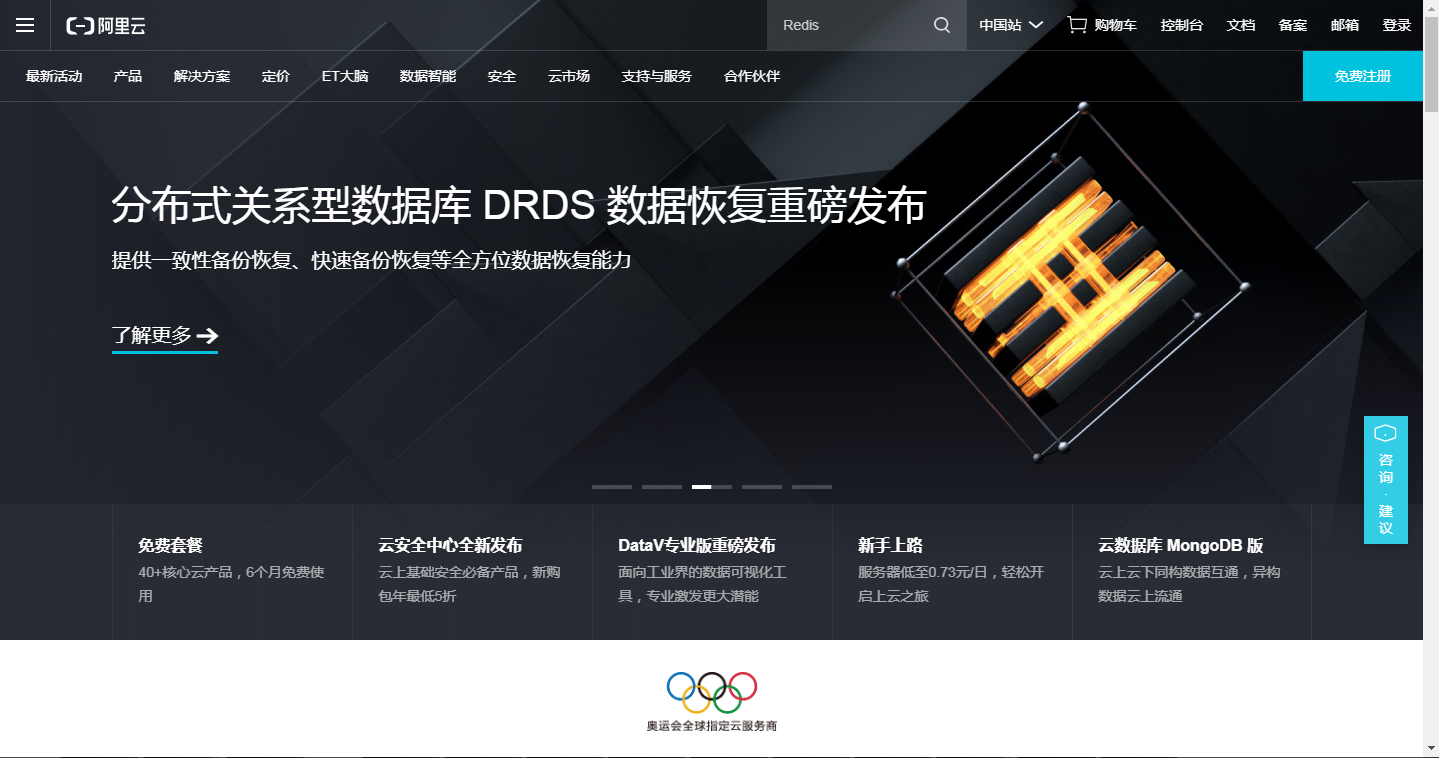 阿里云
Redis
中国站
购物车
控制台
文档
备案
邮箱
登录
最新活动
产品
解决方案
定价
ET大脑
数据智能
安全
云市场
支持与服务
合作伙伴
免费注册
分布式关系型数据库 DRDS 数据恢复重磅发布
提供一致性备份恢复、快速备份恢复等全方位数据恢复能力
了解更多
咨询·建议
免费套餐
40+核心云产品，6个月免费使
用
云安全中心全新发布
云上基础安全必备产品，新购
包年最低5折
DataV专业版重磅发布
面向工业界的数据可视化工
具，专业激发更大潜能
新手上路
服务器低至0.73元/日，轻松开
启上云之旅
云数据库 MongoDB 版
云上云下同构数据互通，异构
数据云上流通
奥运会全球指定云服务商